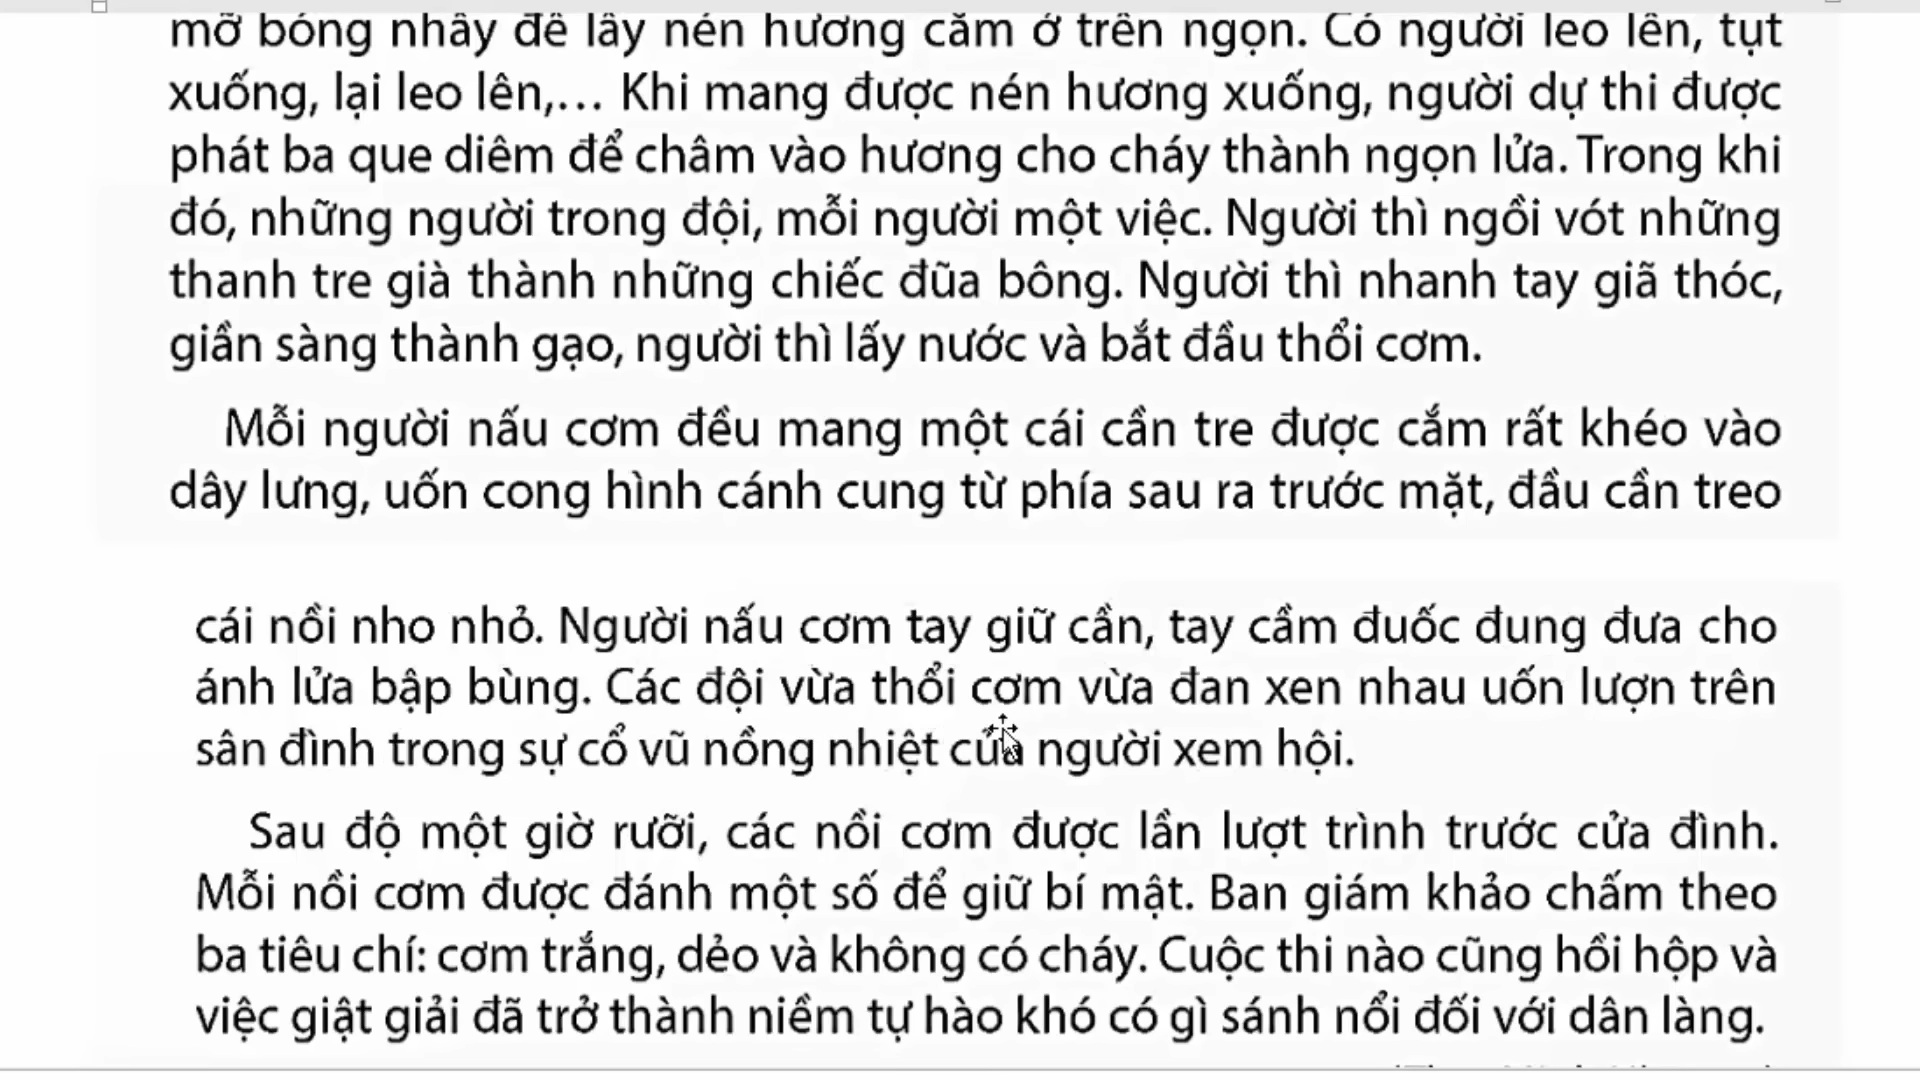 mỡ bóng nhẫy để lấy nén hương cắm ở trên ngọn. Có người leo lên, tụt
xuống, lại leo lên,... Khi mang được nén hương xuống, người dự thi được
phát ba que diêm để châm vào hương cho cháy thành ngọn lửa. Trong khi
đó, những người trong đội, mỗi người một việc. Người thì ngồi vót những
thanh tre già thành những chiếc đũa bông. Người thì nhanh tay giã thóc,
giần sàng thành gạo, người thì lấy nước và bắt đầu thổi cơm.
Mỗi người nấu cơm đều mang một cái cần tre được cắm rất khéo vào
dây lưng, uốn cong hình cánh cung từ phía sau ra trước mặt, đầu cần treo
cái nồi nho nhỏ. Người nấu cơm tay giữ cần, tay cầm đuốc đung đưa cho
ánh lửa bập bùng. Các đội vừa thổi cơm vừa đan xen nhau uốn lượn trên
sân đình trong sự cổ vũ nồng nhiệt của người xem hội.
Sau độ một giờ rưỡi, các nồi cơm được lần lượt trình trước cửa đình.
Mỗi nồi cơm được đánh một số để giữ bí mật. Ban giám khảo chấm theo
ba tiêu chí: cơm trắng, dẻo và không có cháy. Cuộc thi nào cũng hồi hộp và
việc giật giải đã trở thành niềm tự hào khó có gì sánh nổi đối với dân làng.